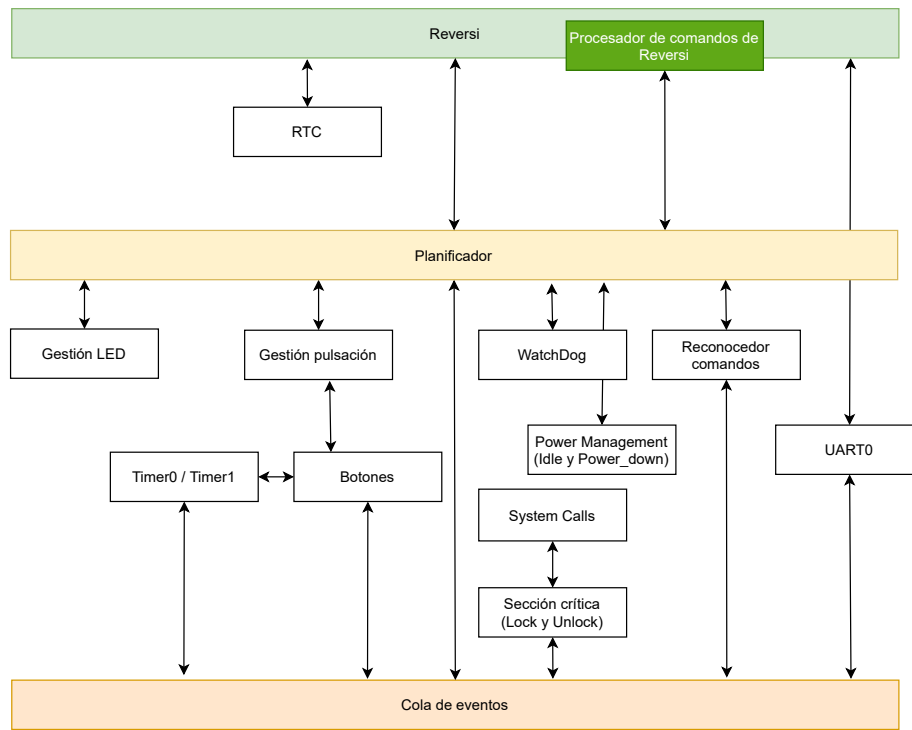 Reversi
Procesador de comandos de
Reversi
RTC
Planificador
Gestión LED
Gestión pulsación
WatchDog
Reconocedor
comandos
Power Management
(Idle y Power_down)
UART0
Timer0 / Timer1
Botones
System Calls
Sección crítica
(Lock y Unlock)
Cola de eventos